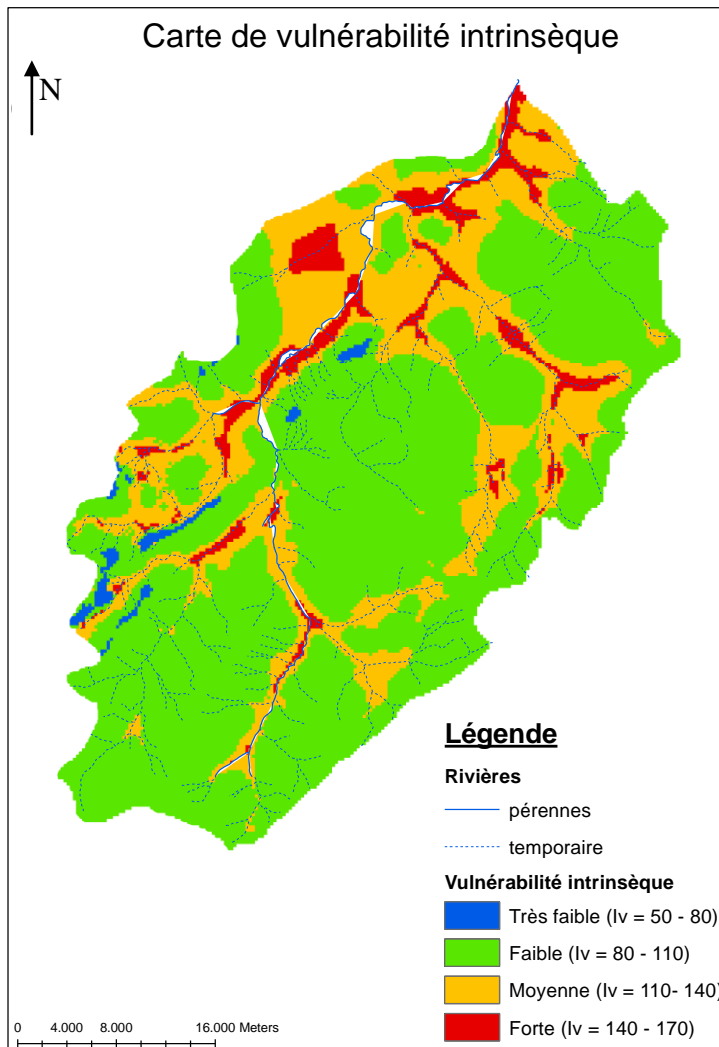 Carte de vulnérabilité intrinsèque
N
Légende
Rivières
pérennes
temporaire
Vulnérabilité intrinsèque
Très faible (Iv = 50 - 80)
Faible (Iv = 80 - 110)
Moyenne (Iv = 110- 140)
Forte (Iv = 140 - 170)
0 4.000 8.000 16.000 Meters